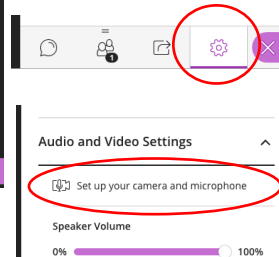 1
Audio and Video Settings
Set up your camera and microphone
Speaker Volume
0% 100%